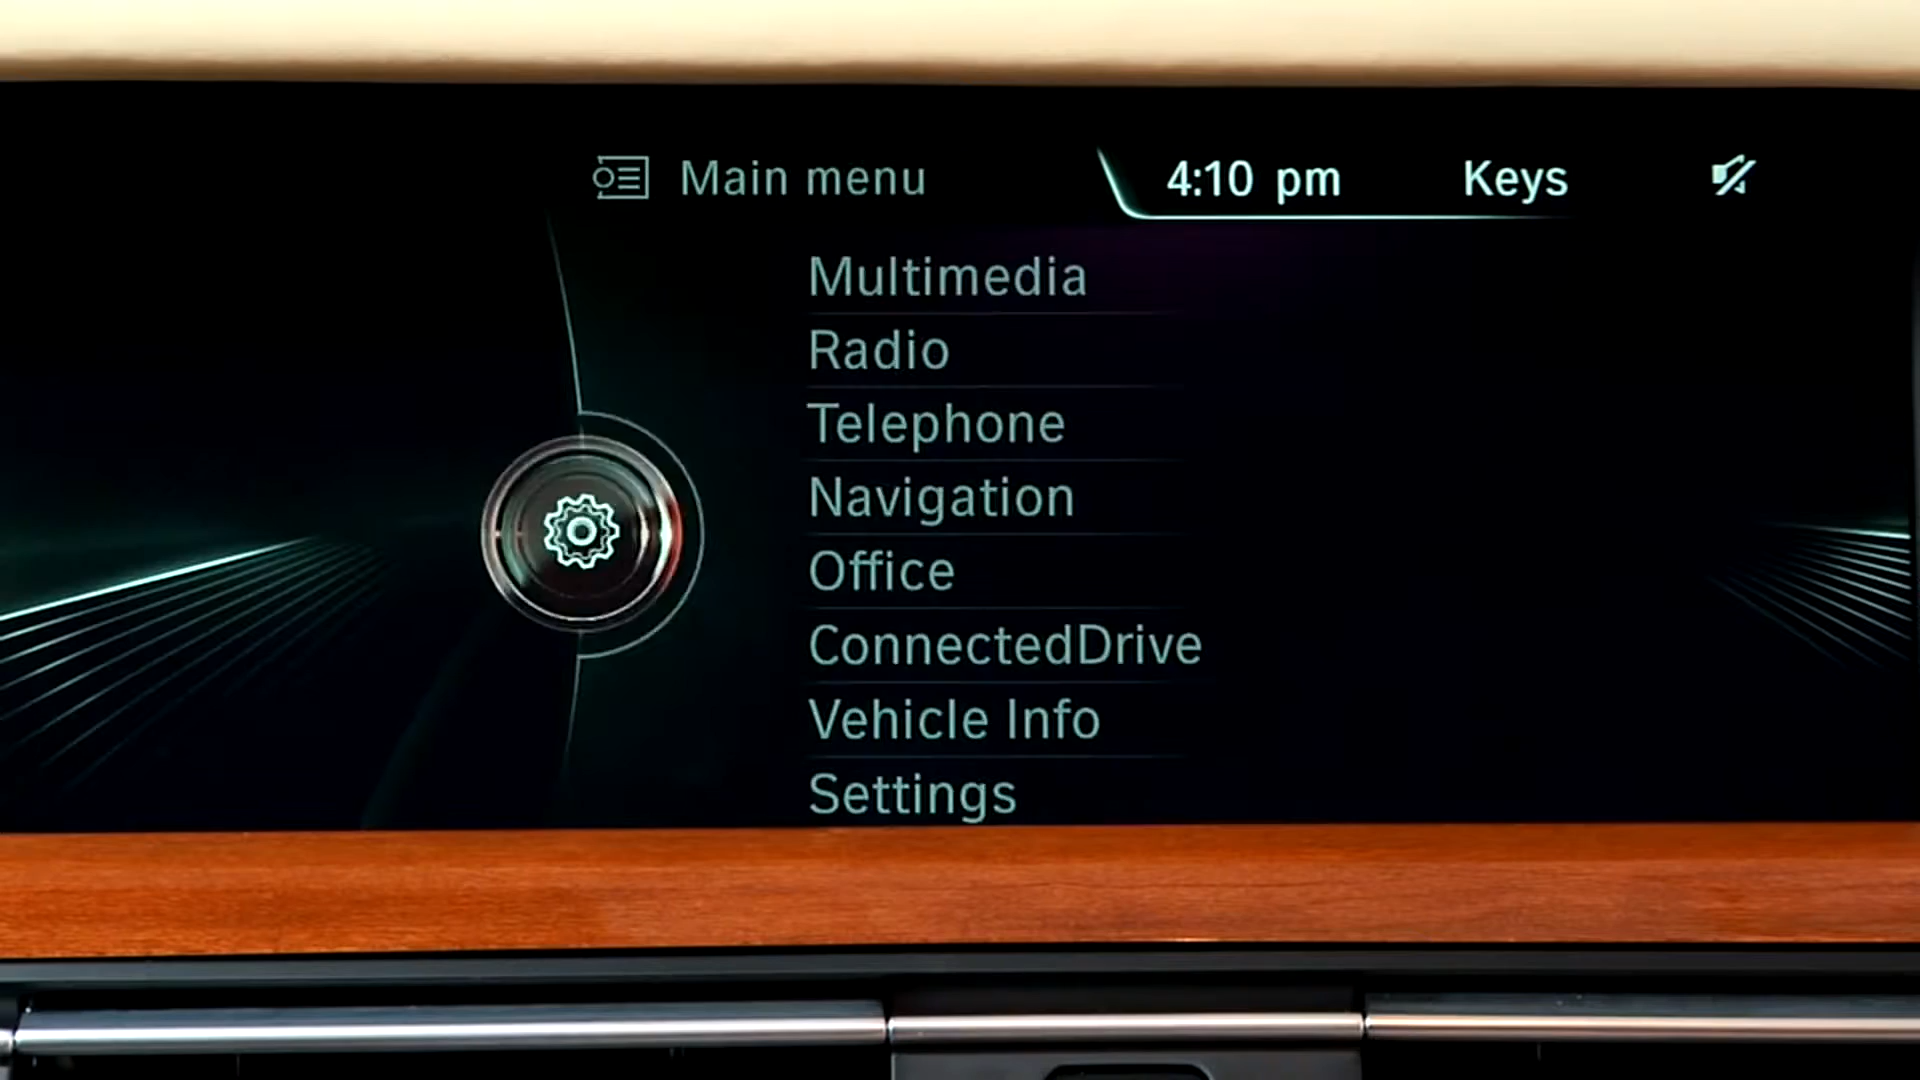 Main menu
4:10 pm
Keys
Multimedia
Radio
Telephone
Navigation
Office
ConnectedDrive
Vehicle Info
Settings